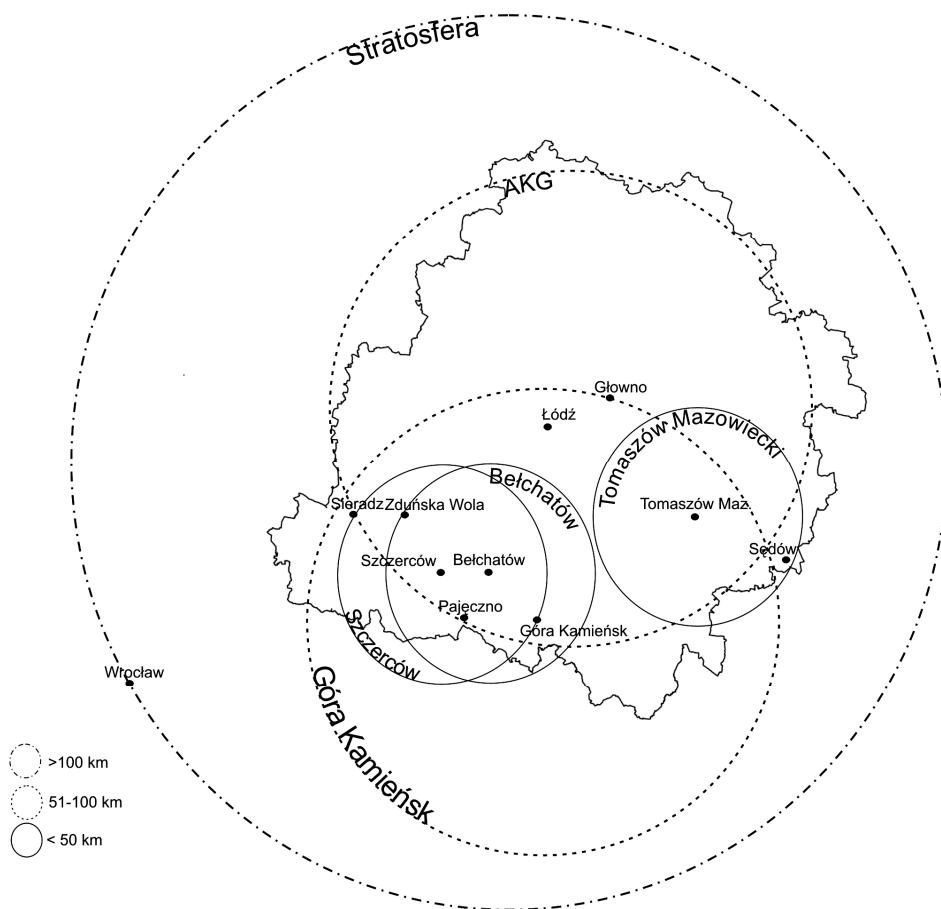 Stratosfera
AKG
Głowno
Łódź
Tomaszów Mazowiecki
Bełchatów
Sieradz
Zduńska Wola
Tomaszów Maz.
Sędów
Szczerców
Bełchatów
Pajęczno
Góra Kamieńsk
Szczerców
Góra Kamieńsk
Wrocław
>100 km
51-100 km
< 50 km